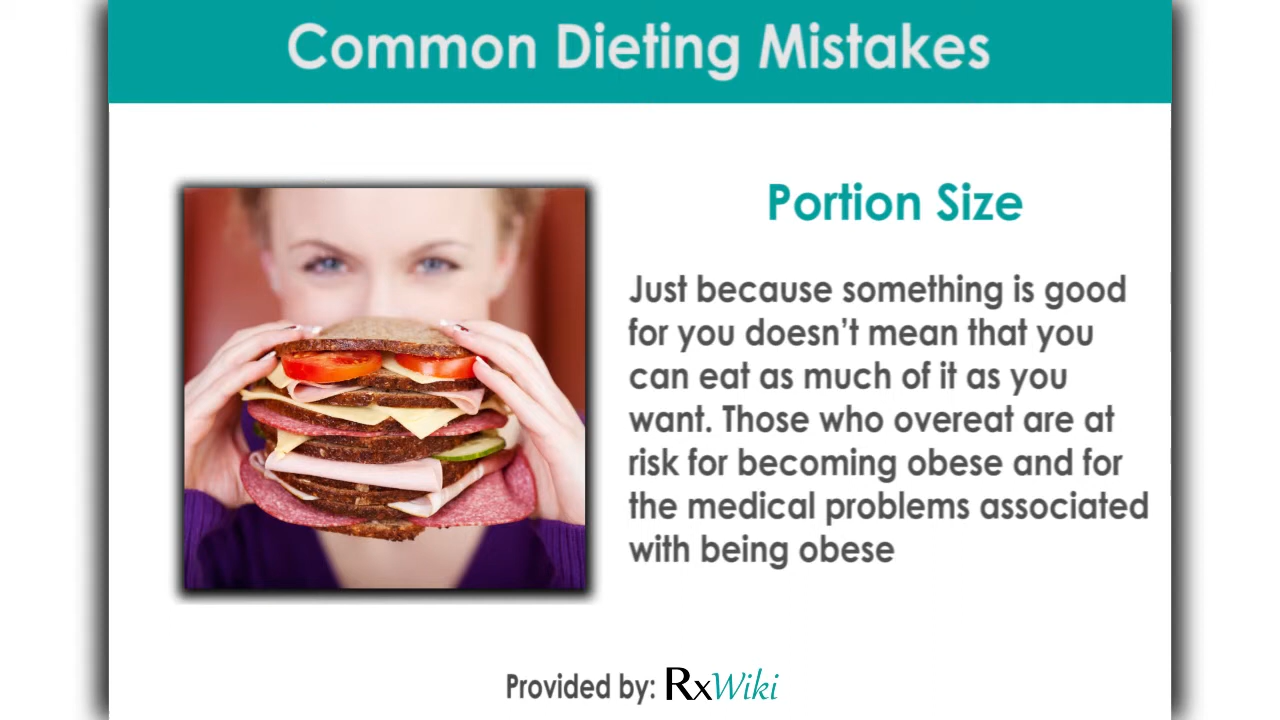 Common Dieting Mistakes
Portion Size
Just because something is good
for you doesn’t mean that you
can eat as much of it as you
want. Those who overeat are at
risk for becoming obese and for
the medical problems associated
with being obese
Provided by: RxWiki